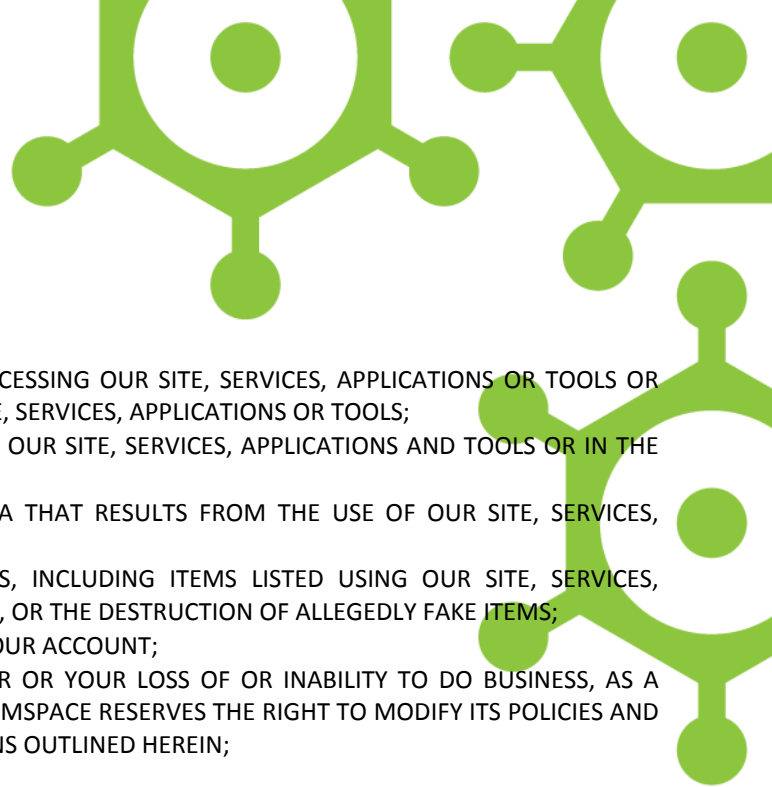 CESSING OUR SITE, SERVICES, APPLICATIONS OR TOOLS OR
, SERVICES, APPLICATIONS OR TOOLS;
OUR SITE, SERVICES, APPLICATIONS AND TOOLS OR IN THE
A THAT RESULTS FROM THE USE OF OUR SITE, SERVICES,
S, INCLUDING ITEMS LISTED USING OUR SITE, SERVICES,
, OR THE DESTRUCTION OF ALLEGEDLY FAKE ITEMS;
OUR ACCOUNT;
R OR YOUR LOSS OF OR INABILITY TO DO BUSINESS, AS A
MSPACE RESERVES THE RIGHT TO MODIFY ITS POLICIES AND
NS OUTLINED HEREIN;